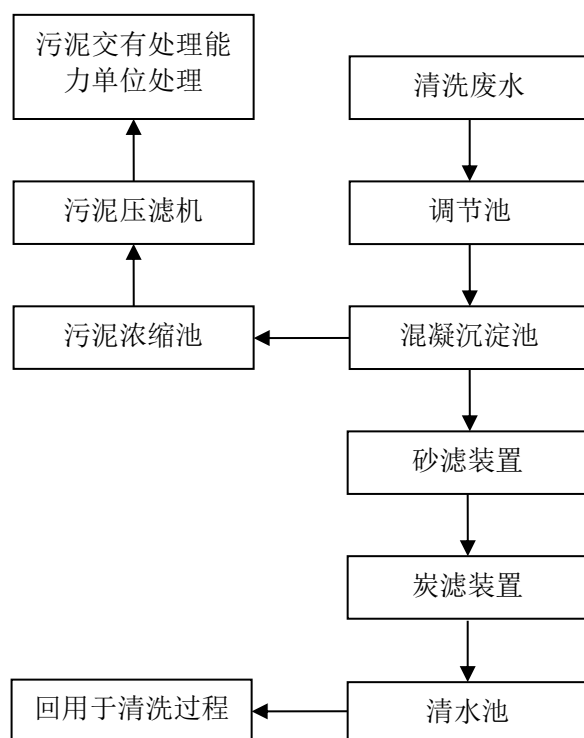 污泥交有处理能
力单位处理
清洗废水
污泥压滤机
调节池
污泥浓缩池
混凝沉淀池
砂滤装置
炭滤装置
回用于清洗过程
清水池